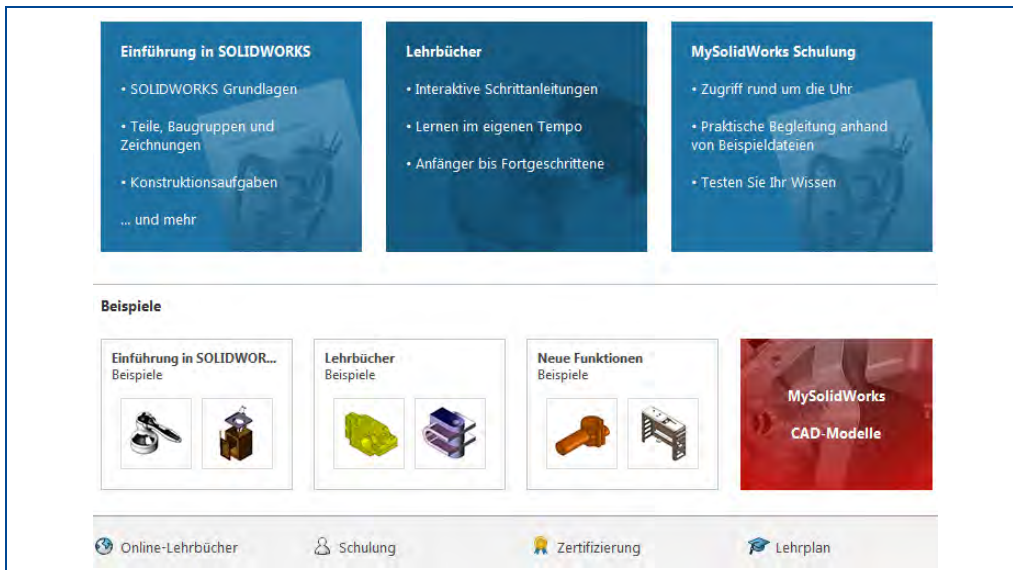 Einführung in SOLIDWORKS
• SOLIDWORKS Grundlagen
• Teile, Baugruppen und
Zeichnungen
• Konstruktionsaufgaben
... und mehr
Lehrbücher
• Interaktive Schrittanleitungen
• Lernen im eigenen Tempo
• Anfänger bis Fortgeschrittene
MySolidWorks Schulung
• Zugriff rund um die Uhr
• Praktische Begleitung anhand
von Beispieldateien
• Testen Sie Ihr Wissen
Beispiele
Einführung in SOLIDWOR...
Beispiele
Lehrbücher
Beispiele
Neue Funktionen
Beispiele
MySolidWorks
CAD-Modelle
Online-Lehrbücher
Schulung
Zertifizierung
Lehrplan